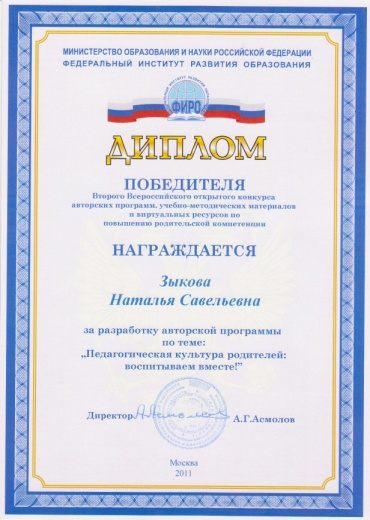 МИНИСТЕРСТВО ОБРАЗОВАНИЯ И НАУКИ РОССИЙСКОЙ ФЕДЕРАЦИИ
ФЕДЕРАЛЬНЫЙ ИНСТИТУТ РАЗВИТИЯ ОБРАЗОВАНИЯ
ФИРО
ДИПЛОМ
ПОБЕДИТЕЛЯ
Второго Всероссийского открытого конкурса
авторских программ, учебно-методических материалов
и виртуальных ресурсов по
повышению родительской компетенции
НАГРАЖДАЕТСЯ
Зыкова
Наталья Савельевна
за разработку авторской программы
по теме:
„Педагогическая культура родителей:
воспитываем вместе!”
Директор
А.Г.Асмолов
Москва
2011